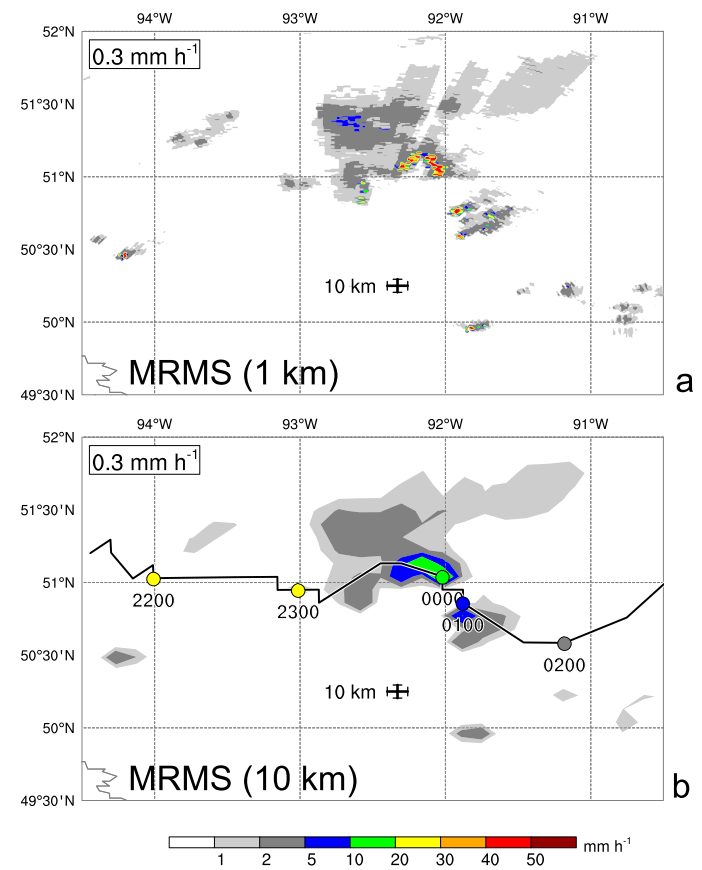 94°W 93°W 92°W 91°W
52°N
0.3 mm h-1
51°30'N
51°N
50°30'N
10 km
50°N
MRMS (1 km)
49°30'N
a
94°W 93°W 92°W 91°W
52°N
0.3 mm h-1
51°30'N
51°N
2200 2300 0000
0100
50°30'N
0200
10 km
50°N
MRMS (10 km)
49°30'N
b
mm h-1
1 2 5 10 20 30 40 50